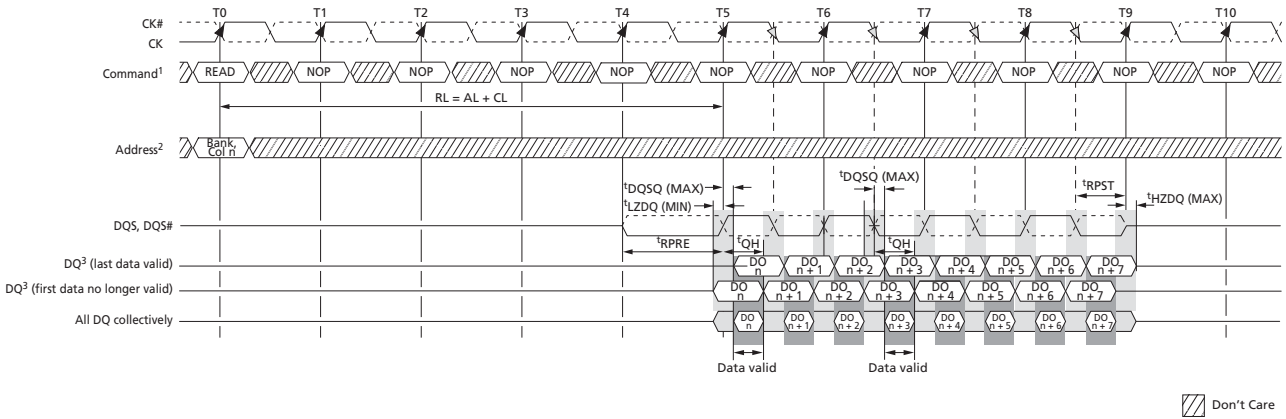 T0 T1 T2 T3 T4 T5 T6 T7 T8 T9 T10
CK#
CK
Command1 READ NOP NOP NOP NOP NOP NOP NOP NOP NOP NOP
RL = AL + CL
Address2 Bank, Col n
tDQSQ (MAX) tDQSQ (MAX) tRPST
tLZDQ (MIN) tHZDQ (MAX)
DQS, DQS#
tRPRE tQH tQH
DQ3 (last data valid) DO n DO n + 1 DO n + 2 DO n + 3 DO n + 4 DO n + 5 DO n + 6 DO n + 7
DQ3 (first data no longer valid) DO n DO n + 1 DO n + 2 DO n + 3 DO n + 4 DO n + 5 DO n + 6 DO n + 7
All DQ collectively DO n DO n + 1 DO n + 2 DO n + 3 DO n + 4 DO n + 5 DO n + 6 DO n + 7
Data valid Data valid
Don't Care